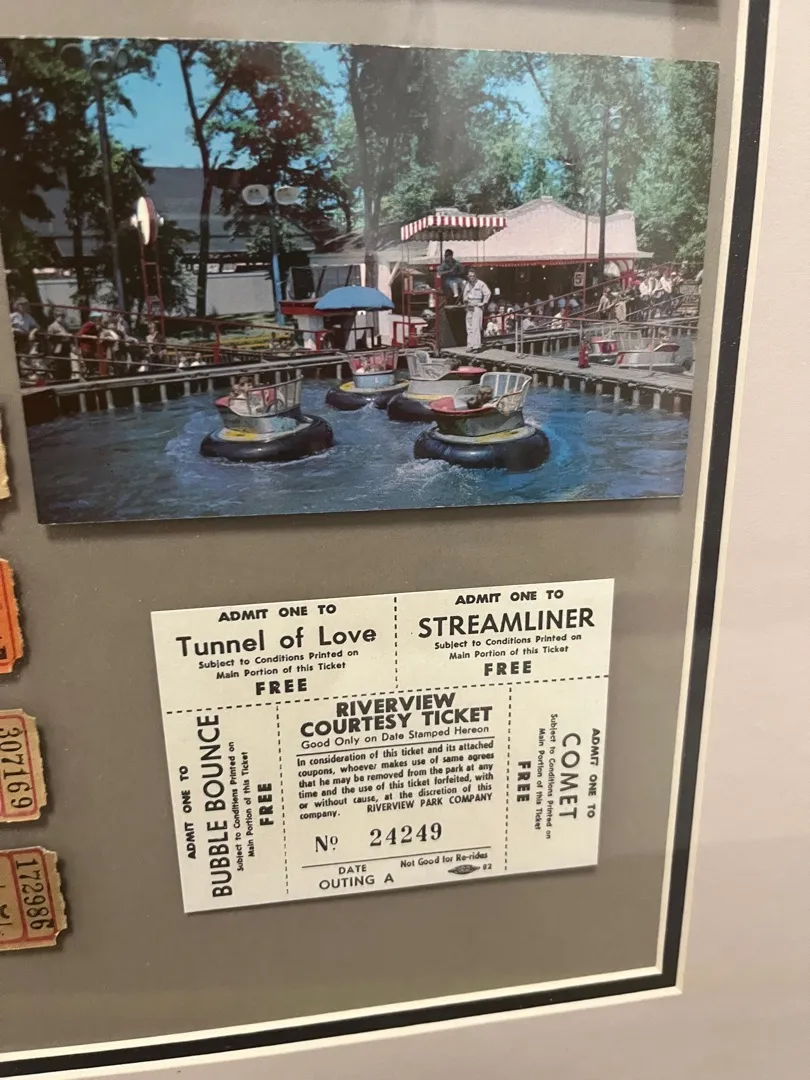 ADMIT ONE TO
Tunnel of Love
Subject to Conditions Printed on
Main Portion of this Ticket
FREE
ADMIT ONE TO
STREAMLINER
Subject to Conditions Printed on
Main Portion of this Ticket
FREE
ADMIT ONE TO
BUBBLE BOUNCE
Subject to Conditions Printed on
Main Portion of this Ticket
FREE
RIVERVIEW
COURTESY TICKET
Good Only on Date Stamped Hereon
In consideration of this ticket and its attached
coupons, whoever makes use of same agrees
that he may be removed from the park at any
time and the use of this ticket forfeited, with
or without cause, at the discretion of this
company. RIVERVIEW PARK COMPANY
Nº 24249
DATE Not Good for Re-rides
OUTING A 82
ADMIT ONE TO
COMET
Subject to Conditions Printed on
Main Portion of this Ticket
FREE
307169
172986